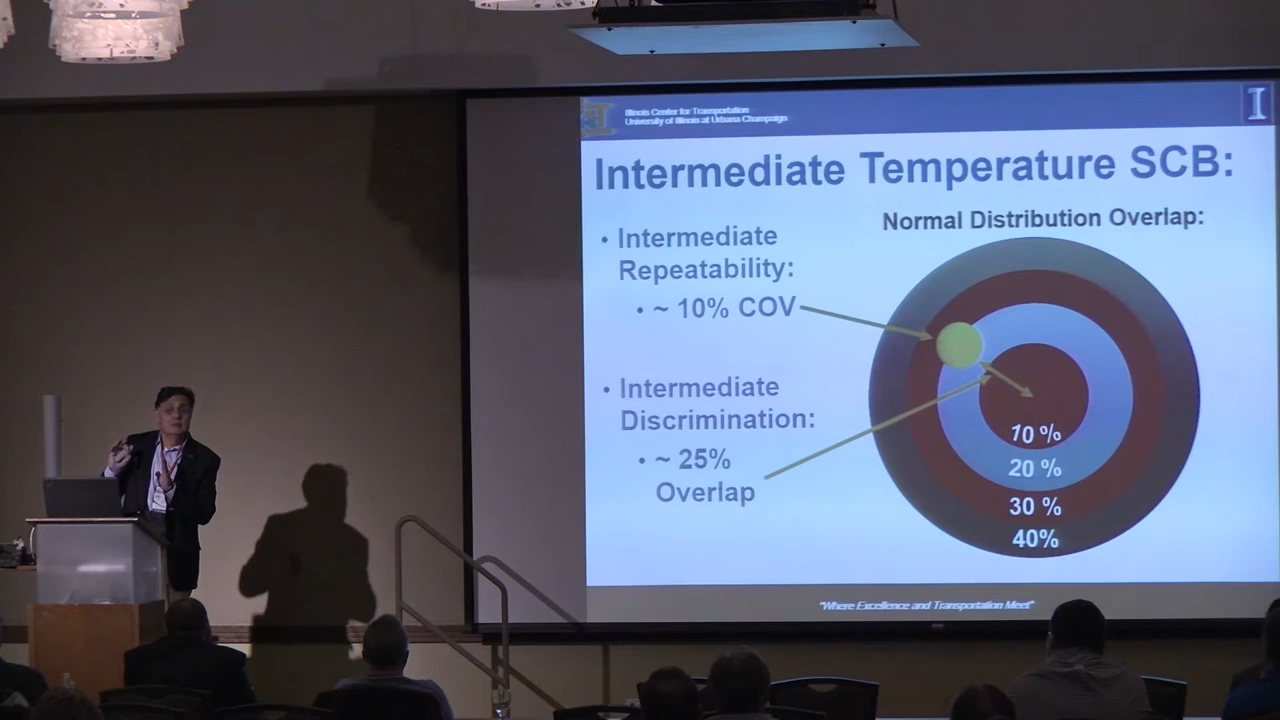 Illinois Center for Transportation
University of Illinois at Urbana Champaign
I
Intermediate Temperature SCB:
• Intermediate
Repeatability:
• ~ 10% COV
• Intermediate
Discrimination:
• ~ 25%
Overlap
Normal Distribution Overlap:
10 %
20 %
30 %
40%
"Where Excellence and Transportation Meet"